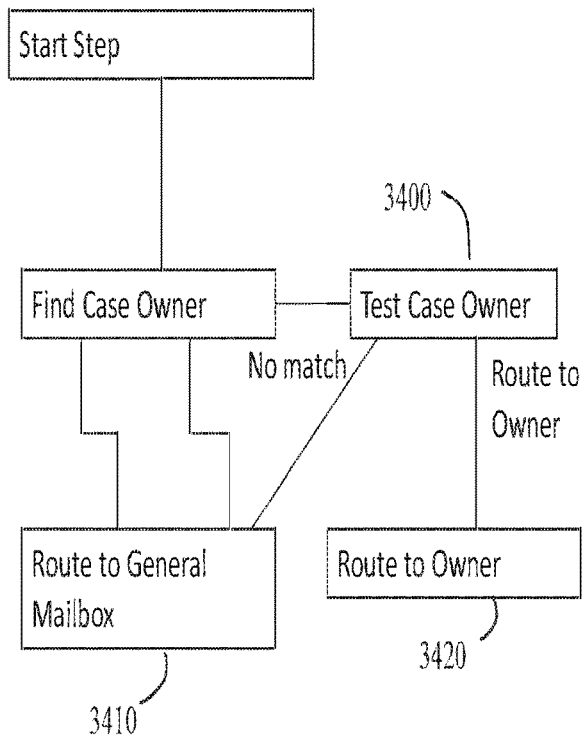 Start Step
3400
Find Case Owner
Test Case Owner
No match
Route to
Owner
Route to General
Mailbox
Route to Owner
3420
3410